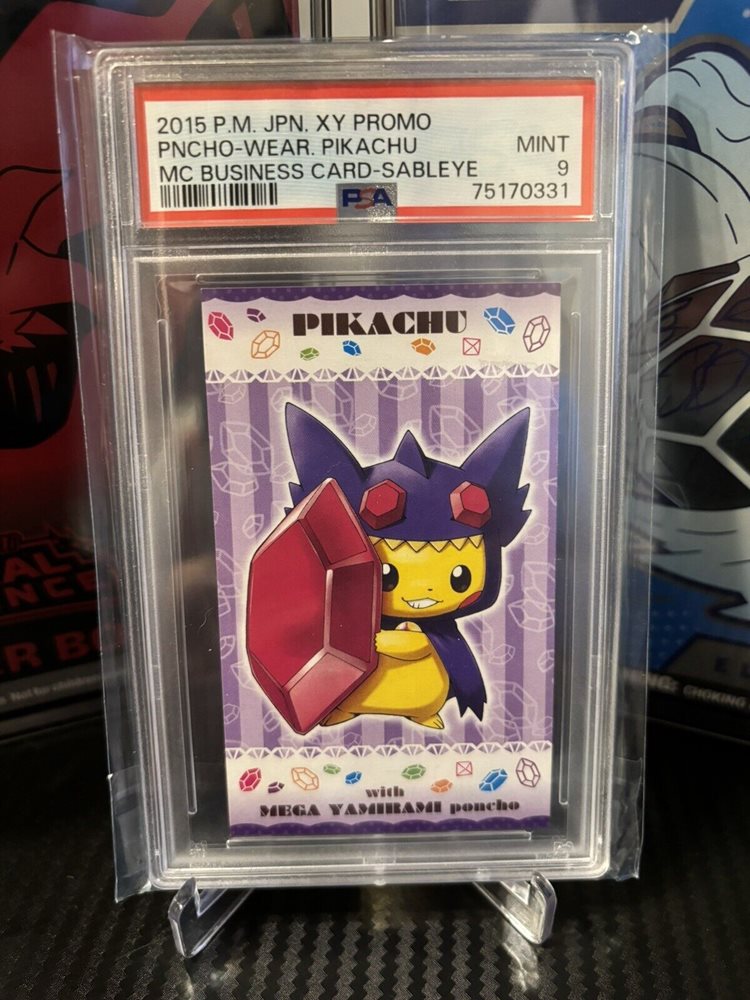 2015 P.M. JPN. XY PROMO
PNCHO-WEAR. PIKACHU MINT
MC BUSINESS CARD-SABLEYE 9
PSA 75170331
PIKACHU
with
MEGA YAMIRAMI poncho
CHOKING